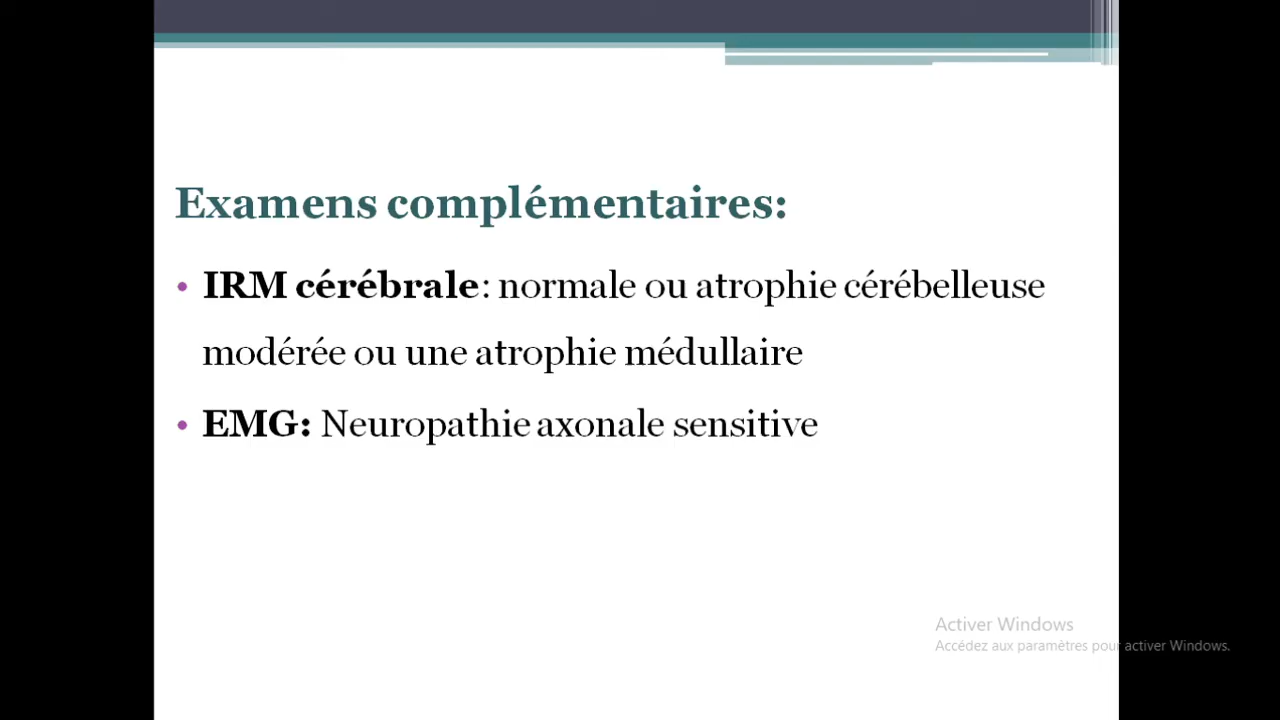 Examens complémentaires:
• IRM cérébrale: normale ou atrophie cérébelleuse
modérée ou une atrophie médullaire
• EMG: Neuropathie axonale sensitive
Activer Windows
Accédez aux paramètres pour activer Windows.